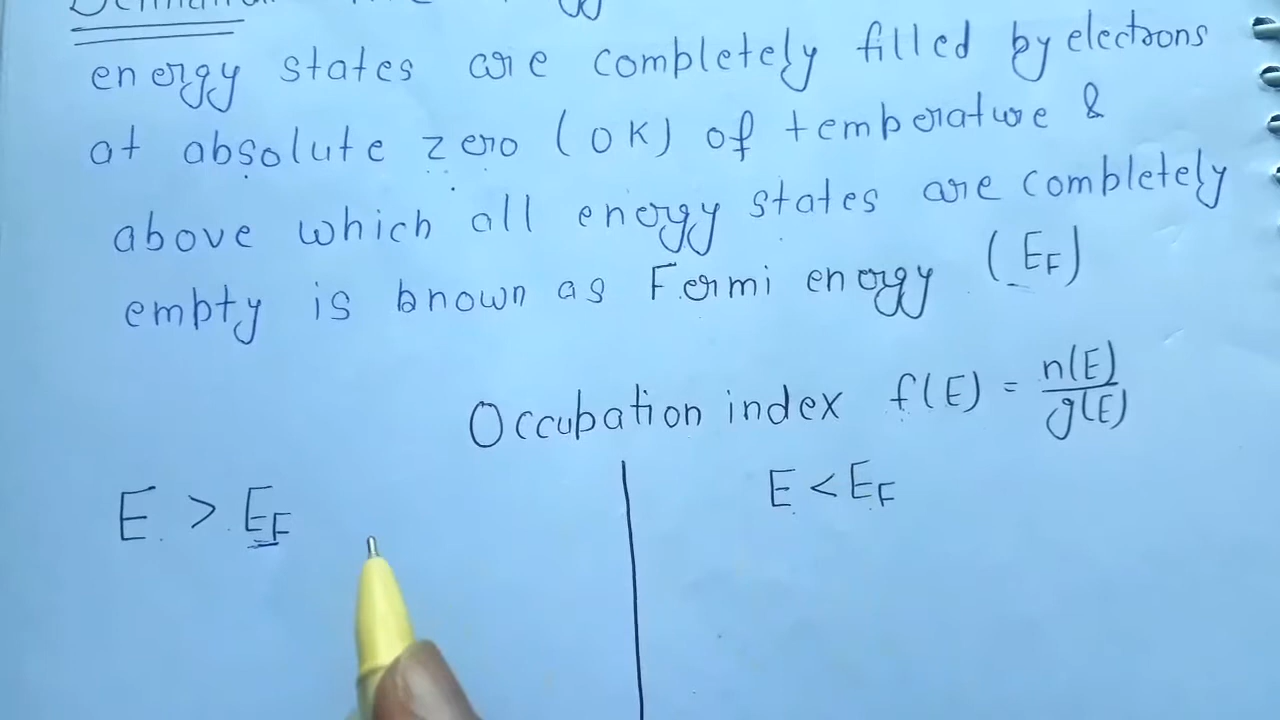 energy states are completely filled by electrons
at absolute zero (0K) of temperature &
above which all energy states are completely
empty is known as Fermi energy (EF)
Occupation index f(E) = n(E)/g(E)
E > EF
E < EF